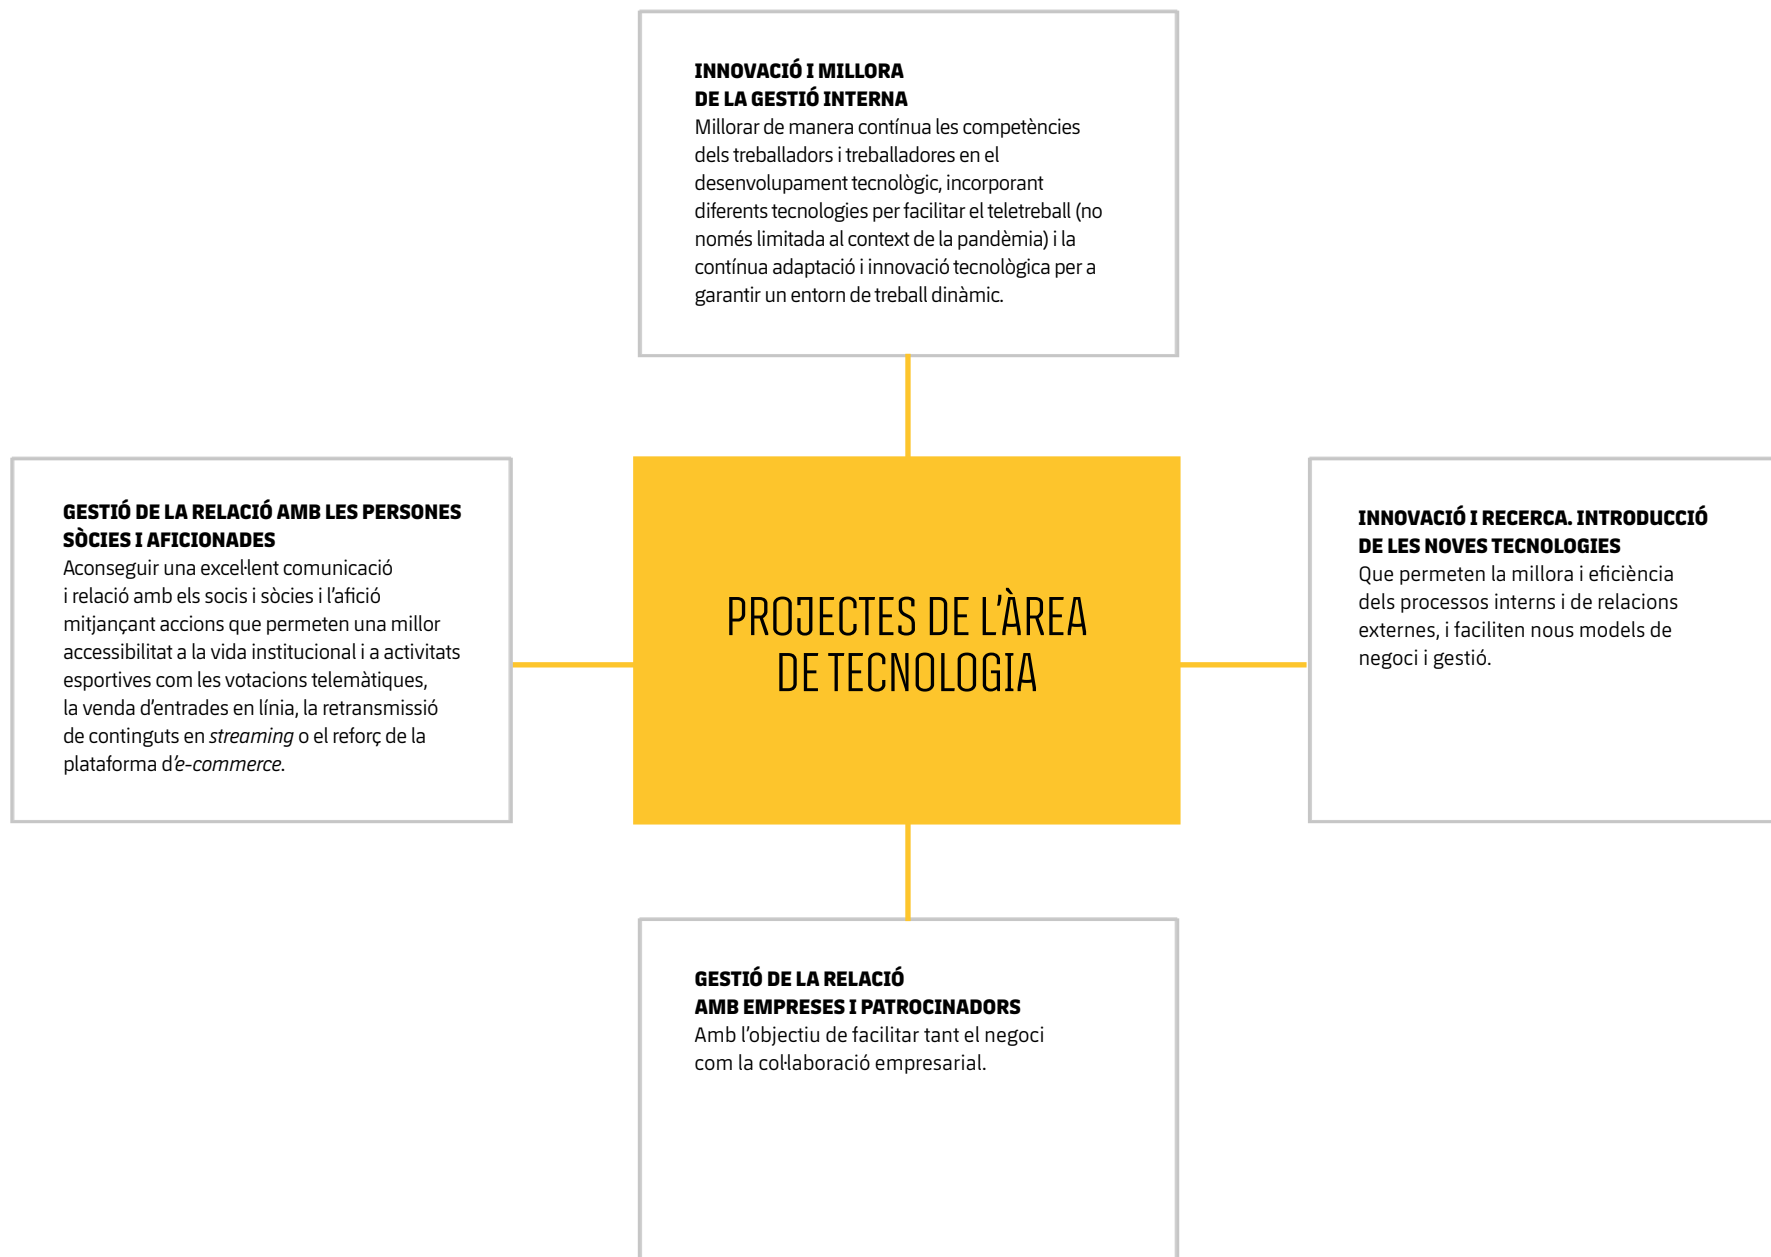 INNOVACIÓ I MILLORA
DE LA GESTIÓ INTERNA
Millorar de manera contínua les competències
dels treballadors i treballadores en el
desenvolupament tecnològic, incorporant
diferents tecnologies per facilitar el teletreball (no
només limitada al context de la pandèmia) i la
contínua adaptació i innovació tecnològica per a
garantir un entorn de treball dinàmic.
GESTIÓ DE LA RELACIÓ AMB LES PERSONES
SÒCIES I AFICIONADES
Aconseguir una excel·lent comunicació
i relació amb els socis i sòcies i l’afició
mitjançant accions que permeten una millor
accessibilitat a la vida institucional i a activitats
esportives com les votacions telemàtiques,
la venda d’entrades en línia, la retransmissió
de continguts en streaming o el reforç de la
plataforma d’e-commerce.
PROJECTES DE L’ÀREA
DE TECNOLOGIA
INNOVACIÓ I RECERCA. INTRODUCCIÓ
DE LES NOVES TECNOLOGIES
Que permeten la millora i eficiència
dels processos interns i de relacions
externes, i faciliten nous models de
negoci i gestió.
GESTIÓ DE LA RELACIÓ
AMB EMPRESES I PATROCINADORS
Amb l’objectiu de facilitar tant el negoci
com la col·laboració empresarial.